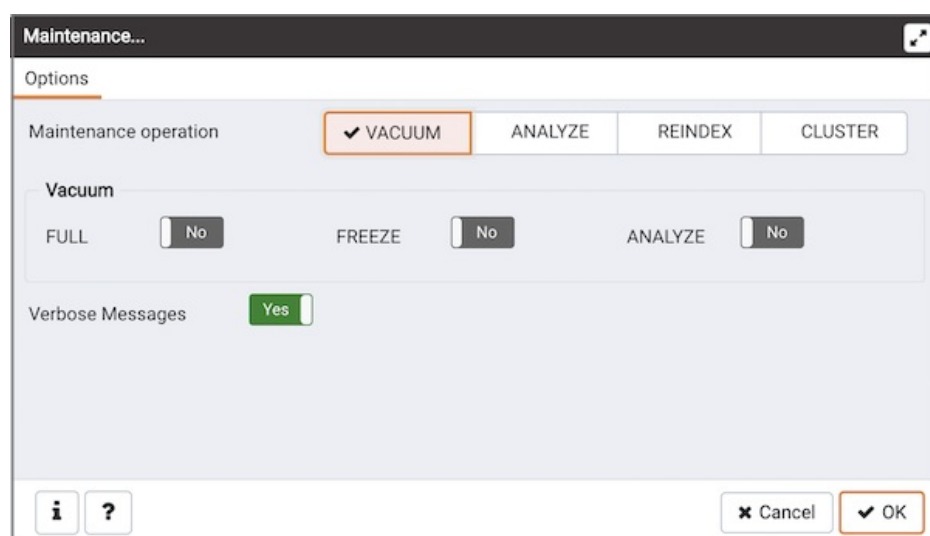 Maintenance...
Options
Maintenance operation VACUUM ANALYZE REINDEX CLUSTER
Vacuum
FULL No FREEZE No ANALYZE No
Verbose Messages Yes
i ? Cancel OK